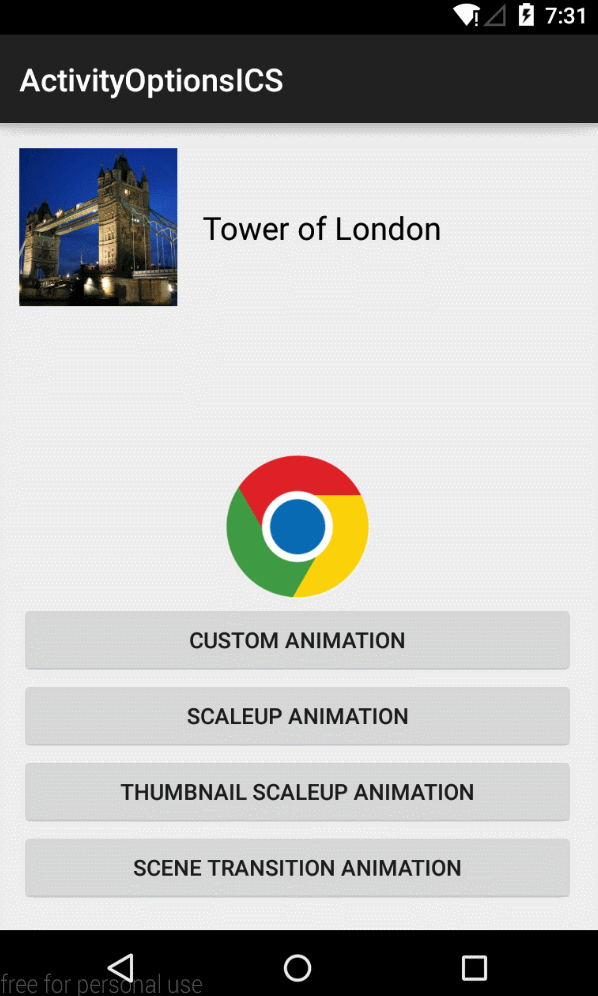 7:31
ActivityOptionsICS
Tower of London
CUSTOM ANIMATION
SCALEUP ANIMATION
THUMBNAIL SCALEUP ANIMATION
SCENE TRANSITION ANIMATION
free for personal use